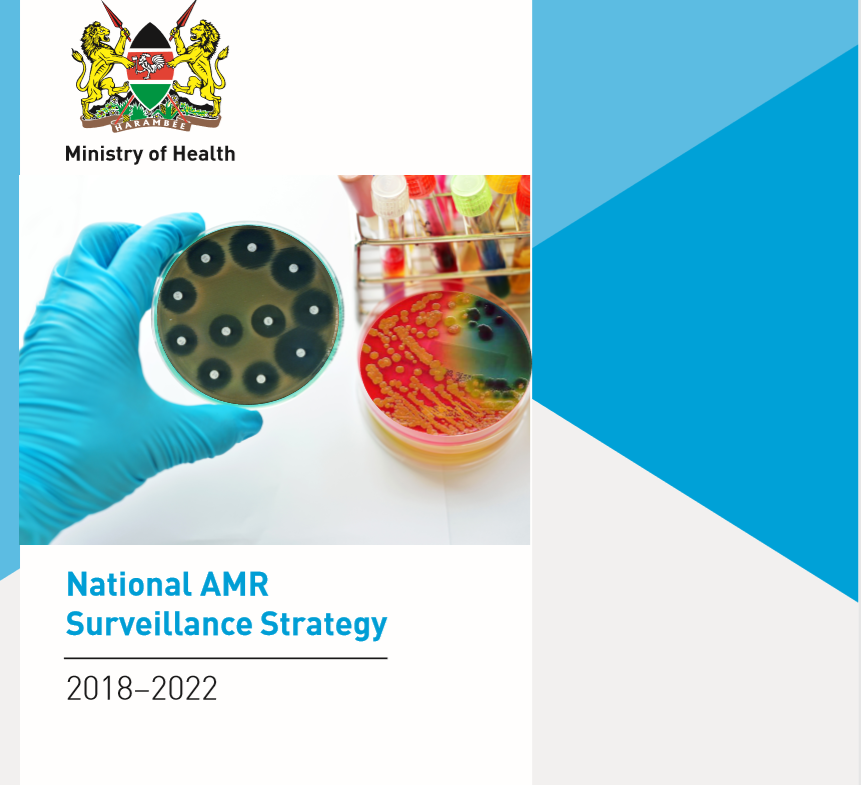 HARAMBEE
Ministry of Health
National AMR
Surveillance Strategy
2018–2022